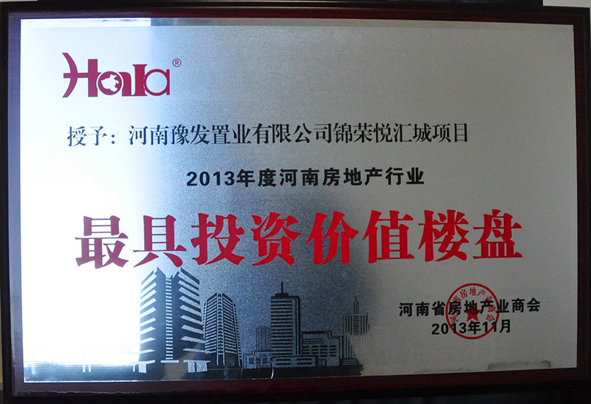 Hola®
授予：河南豫发置业有限公司锦荣悦汇城项目
2013年度河南房地产行业
最具投资价值楼盘
河南省房地产业商会
2013年11月